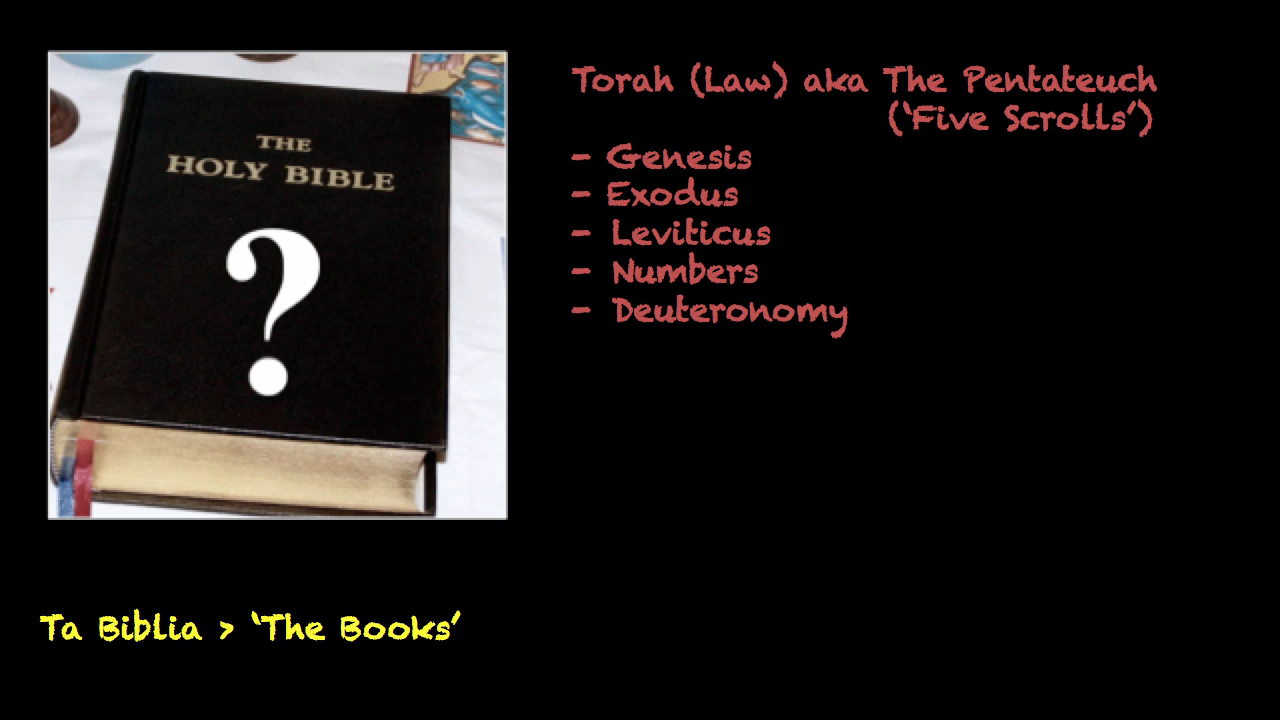 THE
HOLY BIBLE
?
Torah (Law) aka The Pentateuch
(‘Five Scrolls’)
- Genesis
- Exodus
- Leviticus
- Numbers
- Deuteronomy
Ta Biblia > ‘The Books’